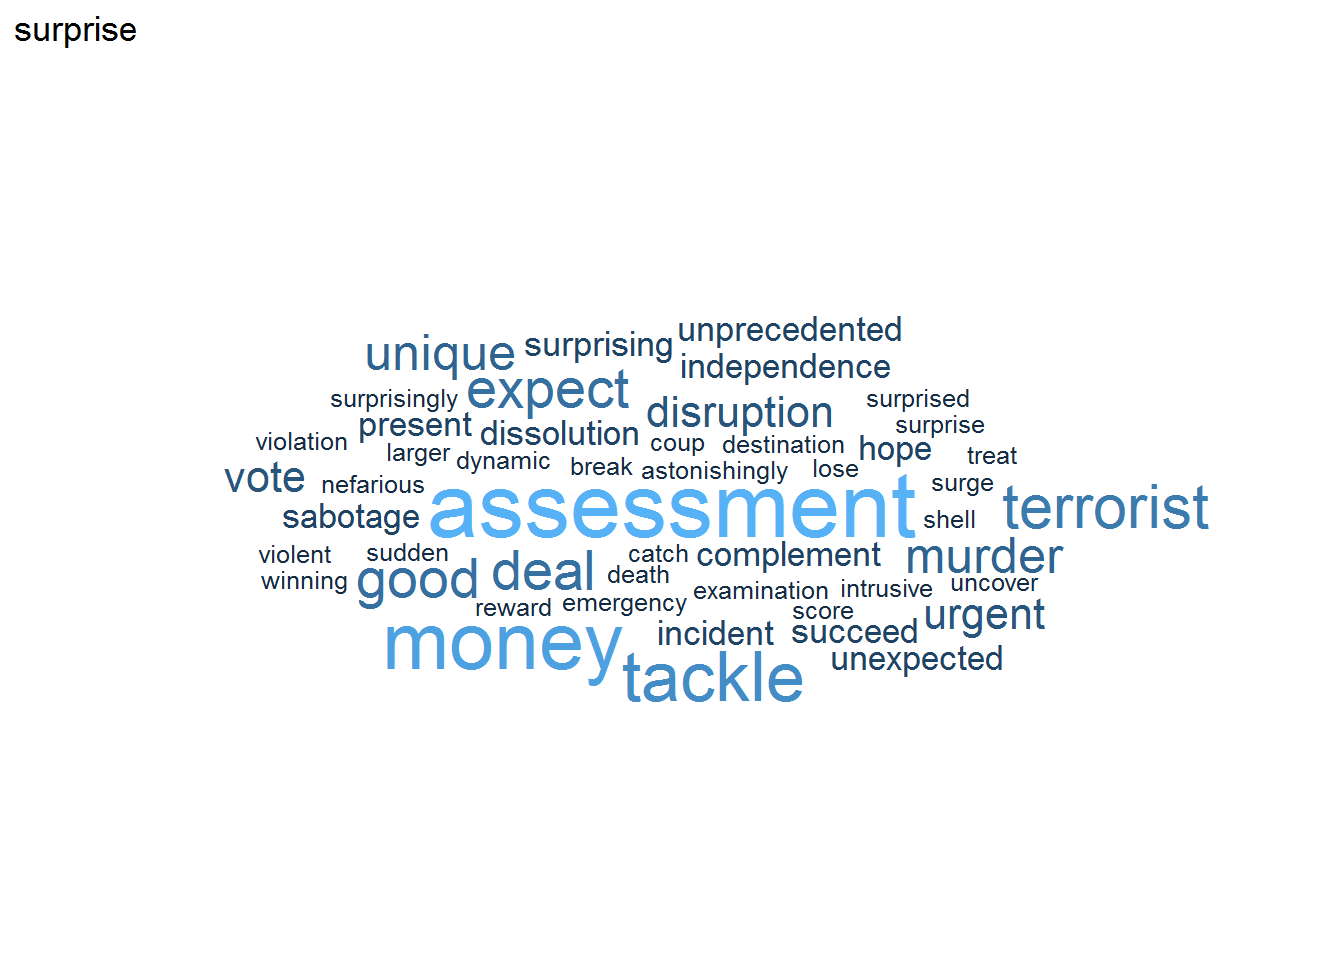 surprise
unprecedented
unique
surprising
independence
expect
surprisingly
surprised
disruption
present
surprise
dissolution
violation
coup
destination
hope
larger
dynamic
treat
break
astonishingly
lose
vote
nefarious
surge
assessment
terrorist
sabotage
shell
violent
sudden
catch
complement
murder
winning
good
deal
death
examination
intrusive
uncover
reward
emergency
score
urgent
money
incident
succeed
unexpected
tackle